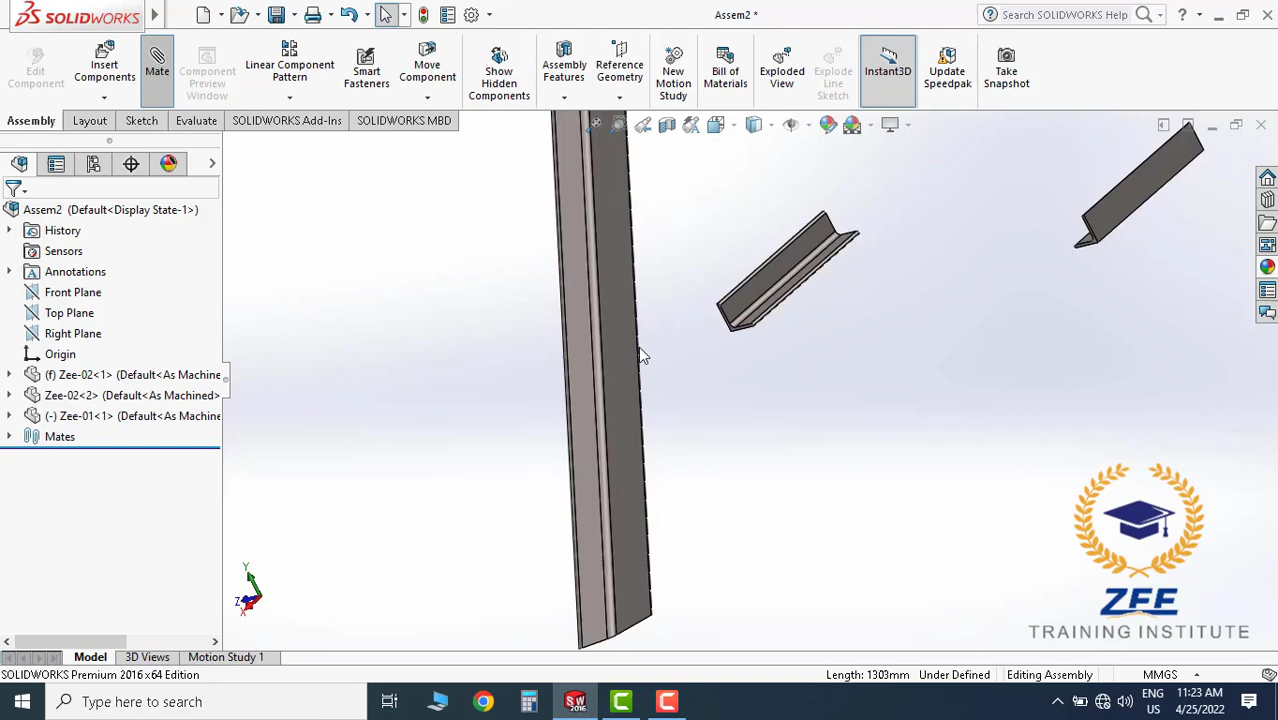 SOLIDWORKS
Assem2 *
Search SOLIDWORKS Help
Edit
Component
Insert
Components
Mate
Component
Preview
Window
Linear Component
Pattern
Smart
Fasteners
Move
Component
Show
Hidden
Components
Assembly
Features
Reference
Geometry
New
Motion
Study
Bill of
Materials
Exploded
View
Explode
Line
Sketch
Instant3D
Update
Speedpak
Take
Snapshot
Assembly
Layout
Sketch
Evaluate
SOLIDWORKS Add-Ins
SOLIDWORKS MBD
Assem2 (Default<Display State-1>)
History
Sensors
Annotations
Front Plane
Top Plane
Right Plane
Origin
(f) Zee-02<1> (Default<As Machine
Zee-02<2> (Default<As Machined>
(-) Zee-01<1> (Default<As Machine
Mates
Y
Z
X
ZEE
TRAINING INSTITUTE
Model
3D Views
Motion Study 1
SOLIDWORKS Premium 2016 x64 Edition
Length: 1303mm
Under Defined
Editing Assembly
MMGS
Type here to search
SW
2016
ENG
US
11:23 AM
4/25/2022